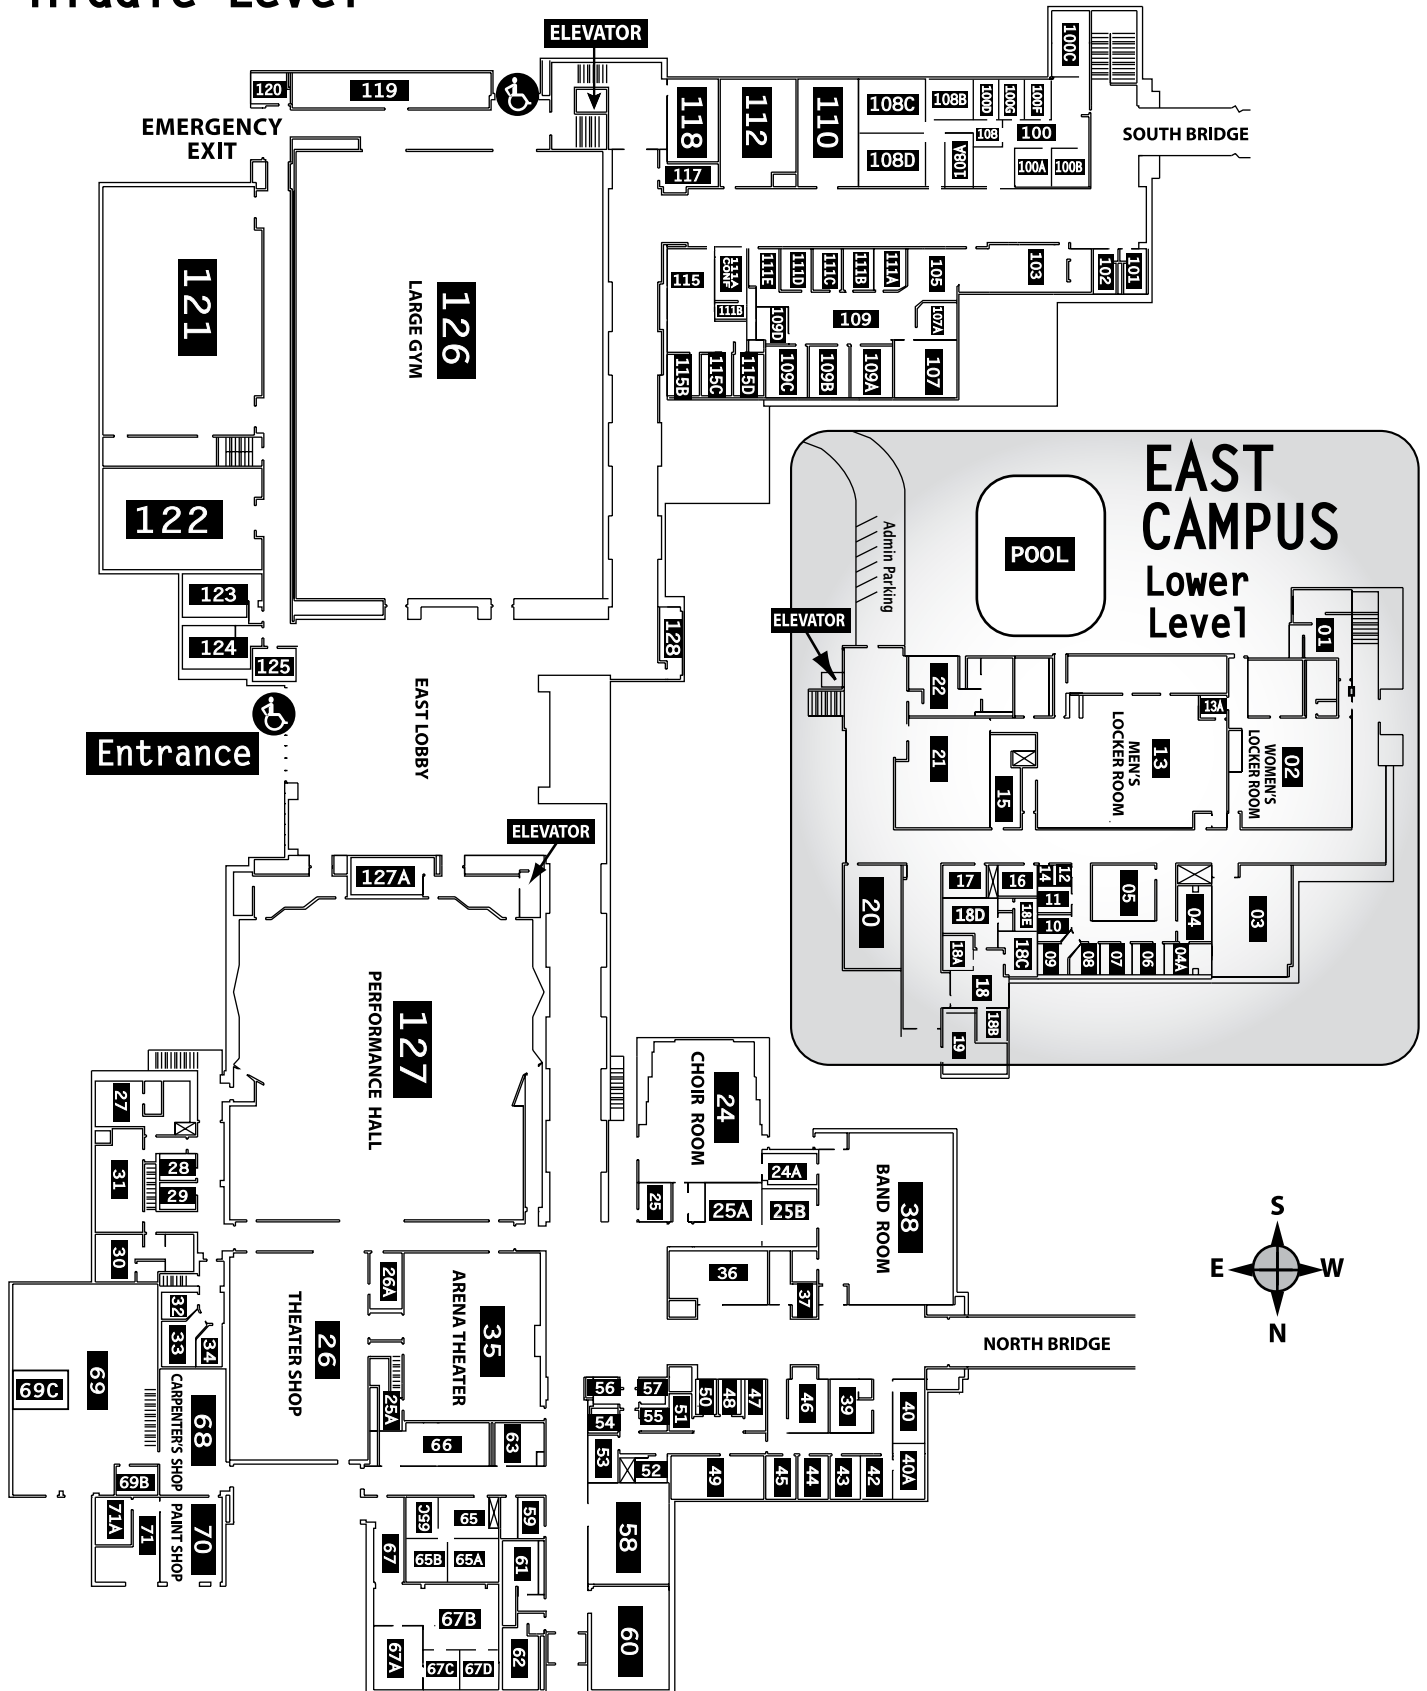 Middle Level
ELEVATOR
100C
120
119
118
112
110
108C
108B
100D
100G
100F
EMERGENCY
EXIT
108
100
SOUTH BRIDGE
108D
108A
100A
100B
117
121
126
LARGE GYM
115
111A
CONF
111E
111D
111C
111B
111A
105
103
102
101
111B
109D
109
107A
115B
115C
115D
109C
109B
109A
107
122
123
124
125
128
EAST LOBBY
Entrance
ELEVATOR
127A
127
PERFORMANCE HALL
EAST
CAMPUS
Lower
Level
POOL
Admin Parking
ELEVATOR
01
22
13A
21
15
13
MEN'S
LOCKER ROOM
02
WOMEN'S
LOCKER ROOM
17
16
14
12
11
05
20
18D
18E
10
04
03
18A
18C
09
08
07
06
04A
18
18B
19
27
31
28
29
30
24
CHOIR ROOM
24A
25
25A
25B
38
BAND ROOM
36
37
S
E
W
N
26A
35
ARENA THEATER
26
THEATER SHOP
32
33
34
NORTH BRIDGE
69
69C
68
CARPENTER'S SHOP
25A
66
63
56
57
50
48
47
46
39
40
54
55
51
53
52
49
45
44
43
42
40A
69B
71A
71
70
PAINT SHOP
65C
65
59
58
67
65B
65A
61
67B
60
67A
67C
67D
62